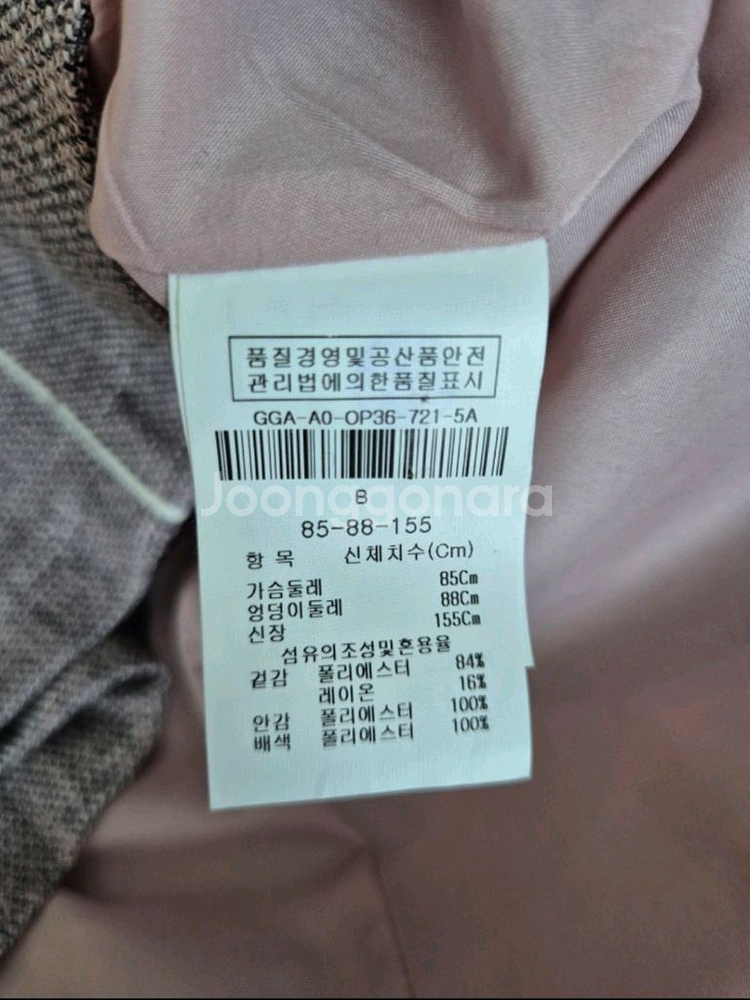 품질경영및공산품안전
관리법에의한품질표시
GGA-A0-OP36-721-5A
Joonggonara
B
85-88-155
항 목 신체치수(Cm)
가슴둘레 85Cm
엉덩이둘레 88Cm
신장 155Cm
섬유의조성및혼용율
겉감 폴리에스터 84%
레이온 16%
안감 폴리에스터 100%
배색 폴리에스터 100%